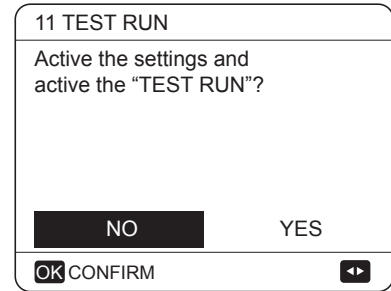 11 TEST RUN
Active the settings and
active the “TEST RUN”?
NO YES
OK CONFIRM